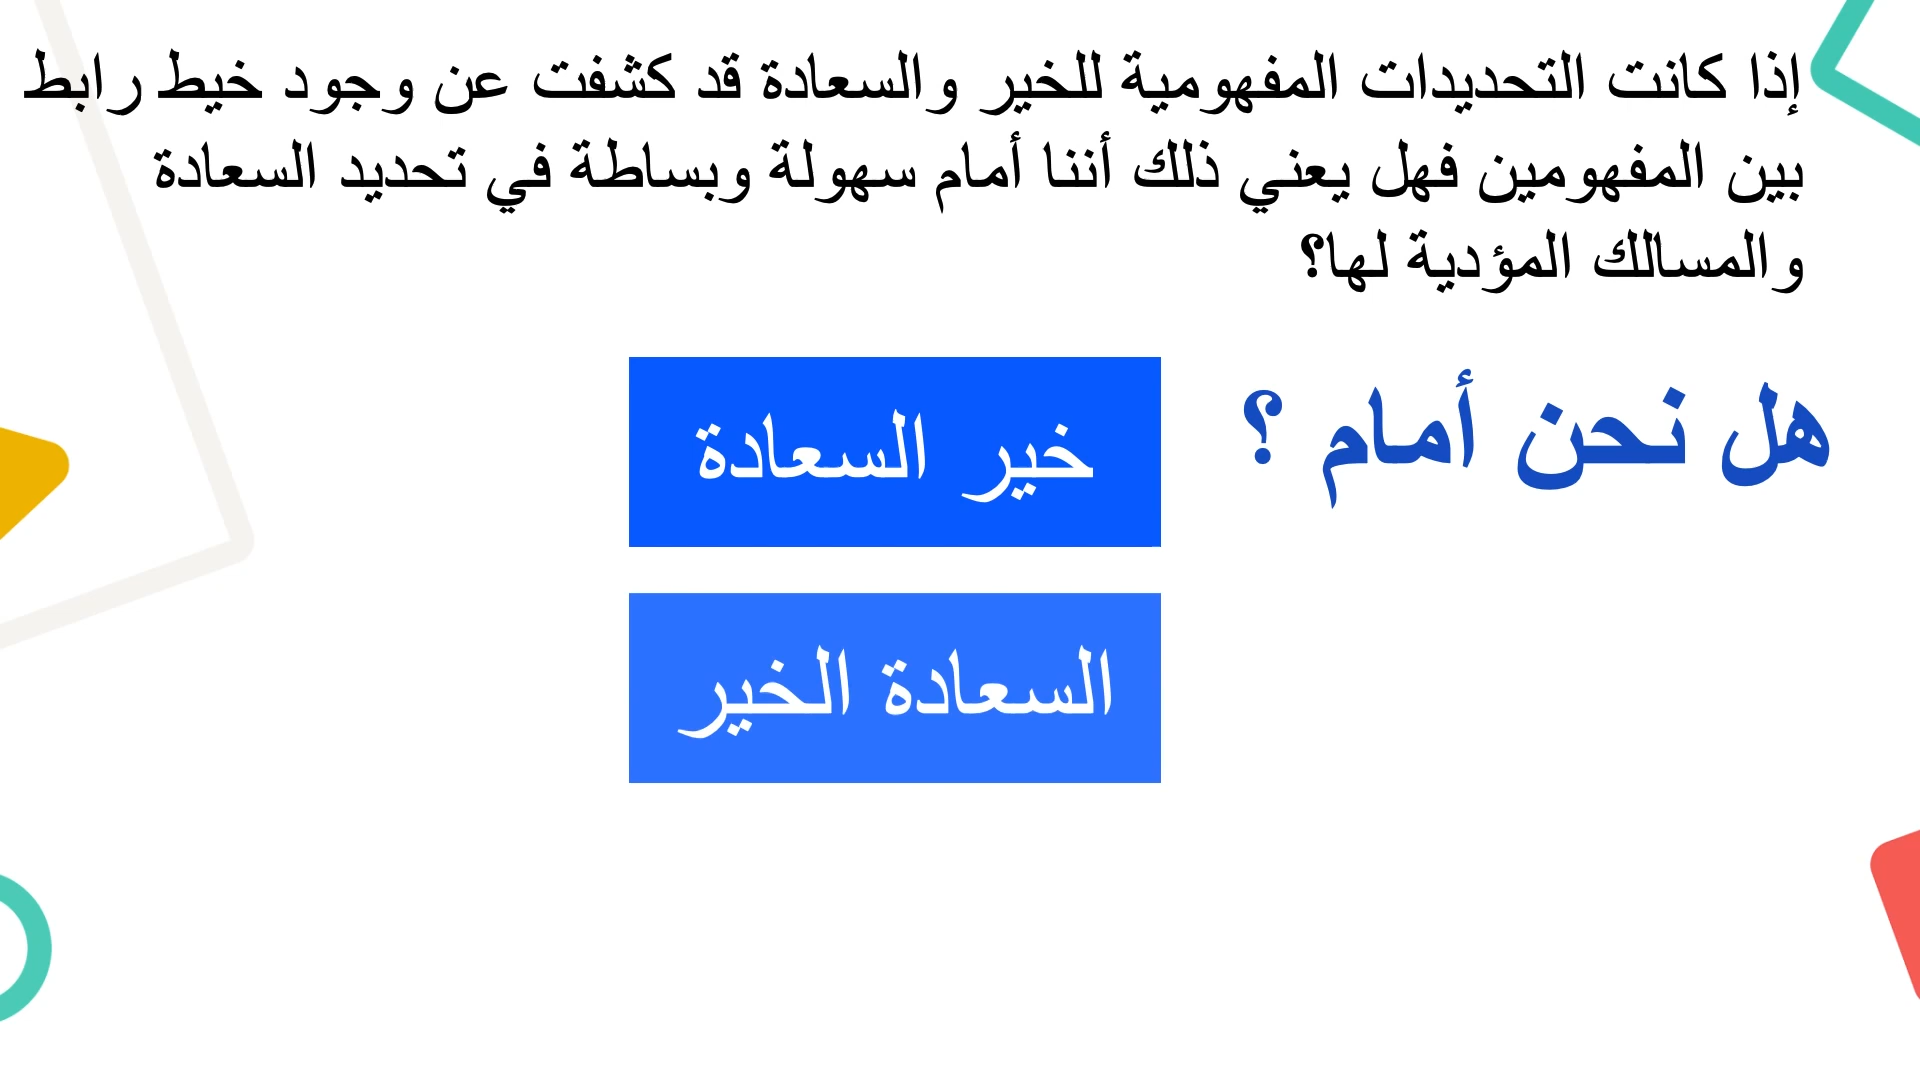 إذا كانت التحديدات المفهومية للخير والسعادة قد كشفت عن وجود خيط رابط
بين المفهومين فهل يعني ذلك أننا أمام سهولة وبساطة في تحديد السعادة
والمسالك المؤدية لها؟
هل نحن أمام ؟
خير السعادة
السعادة الخير